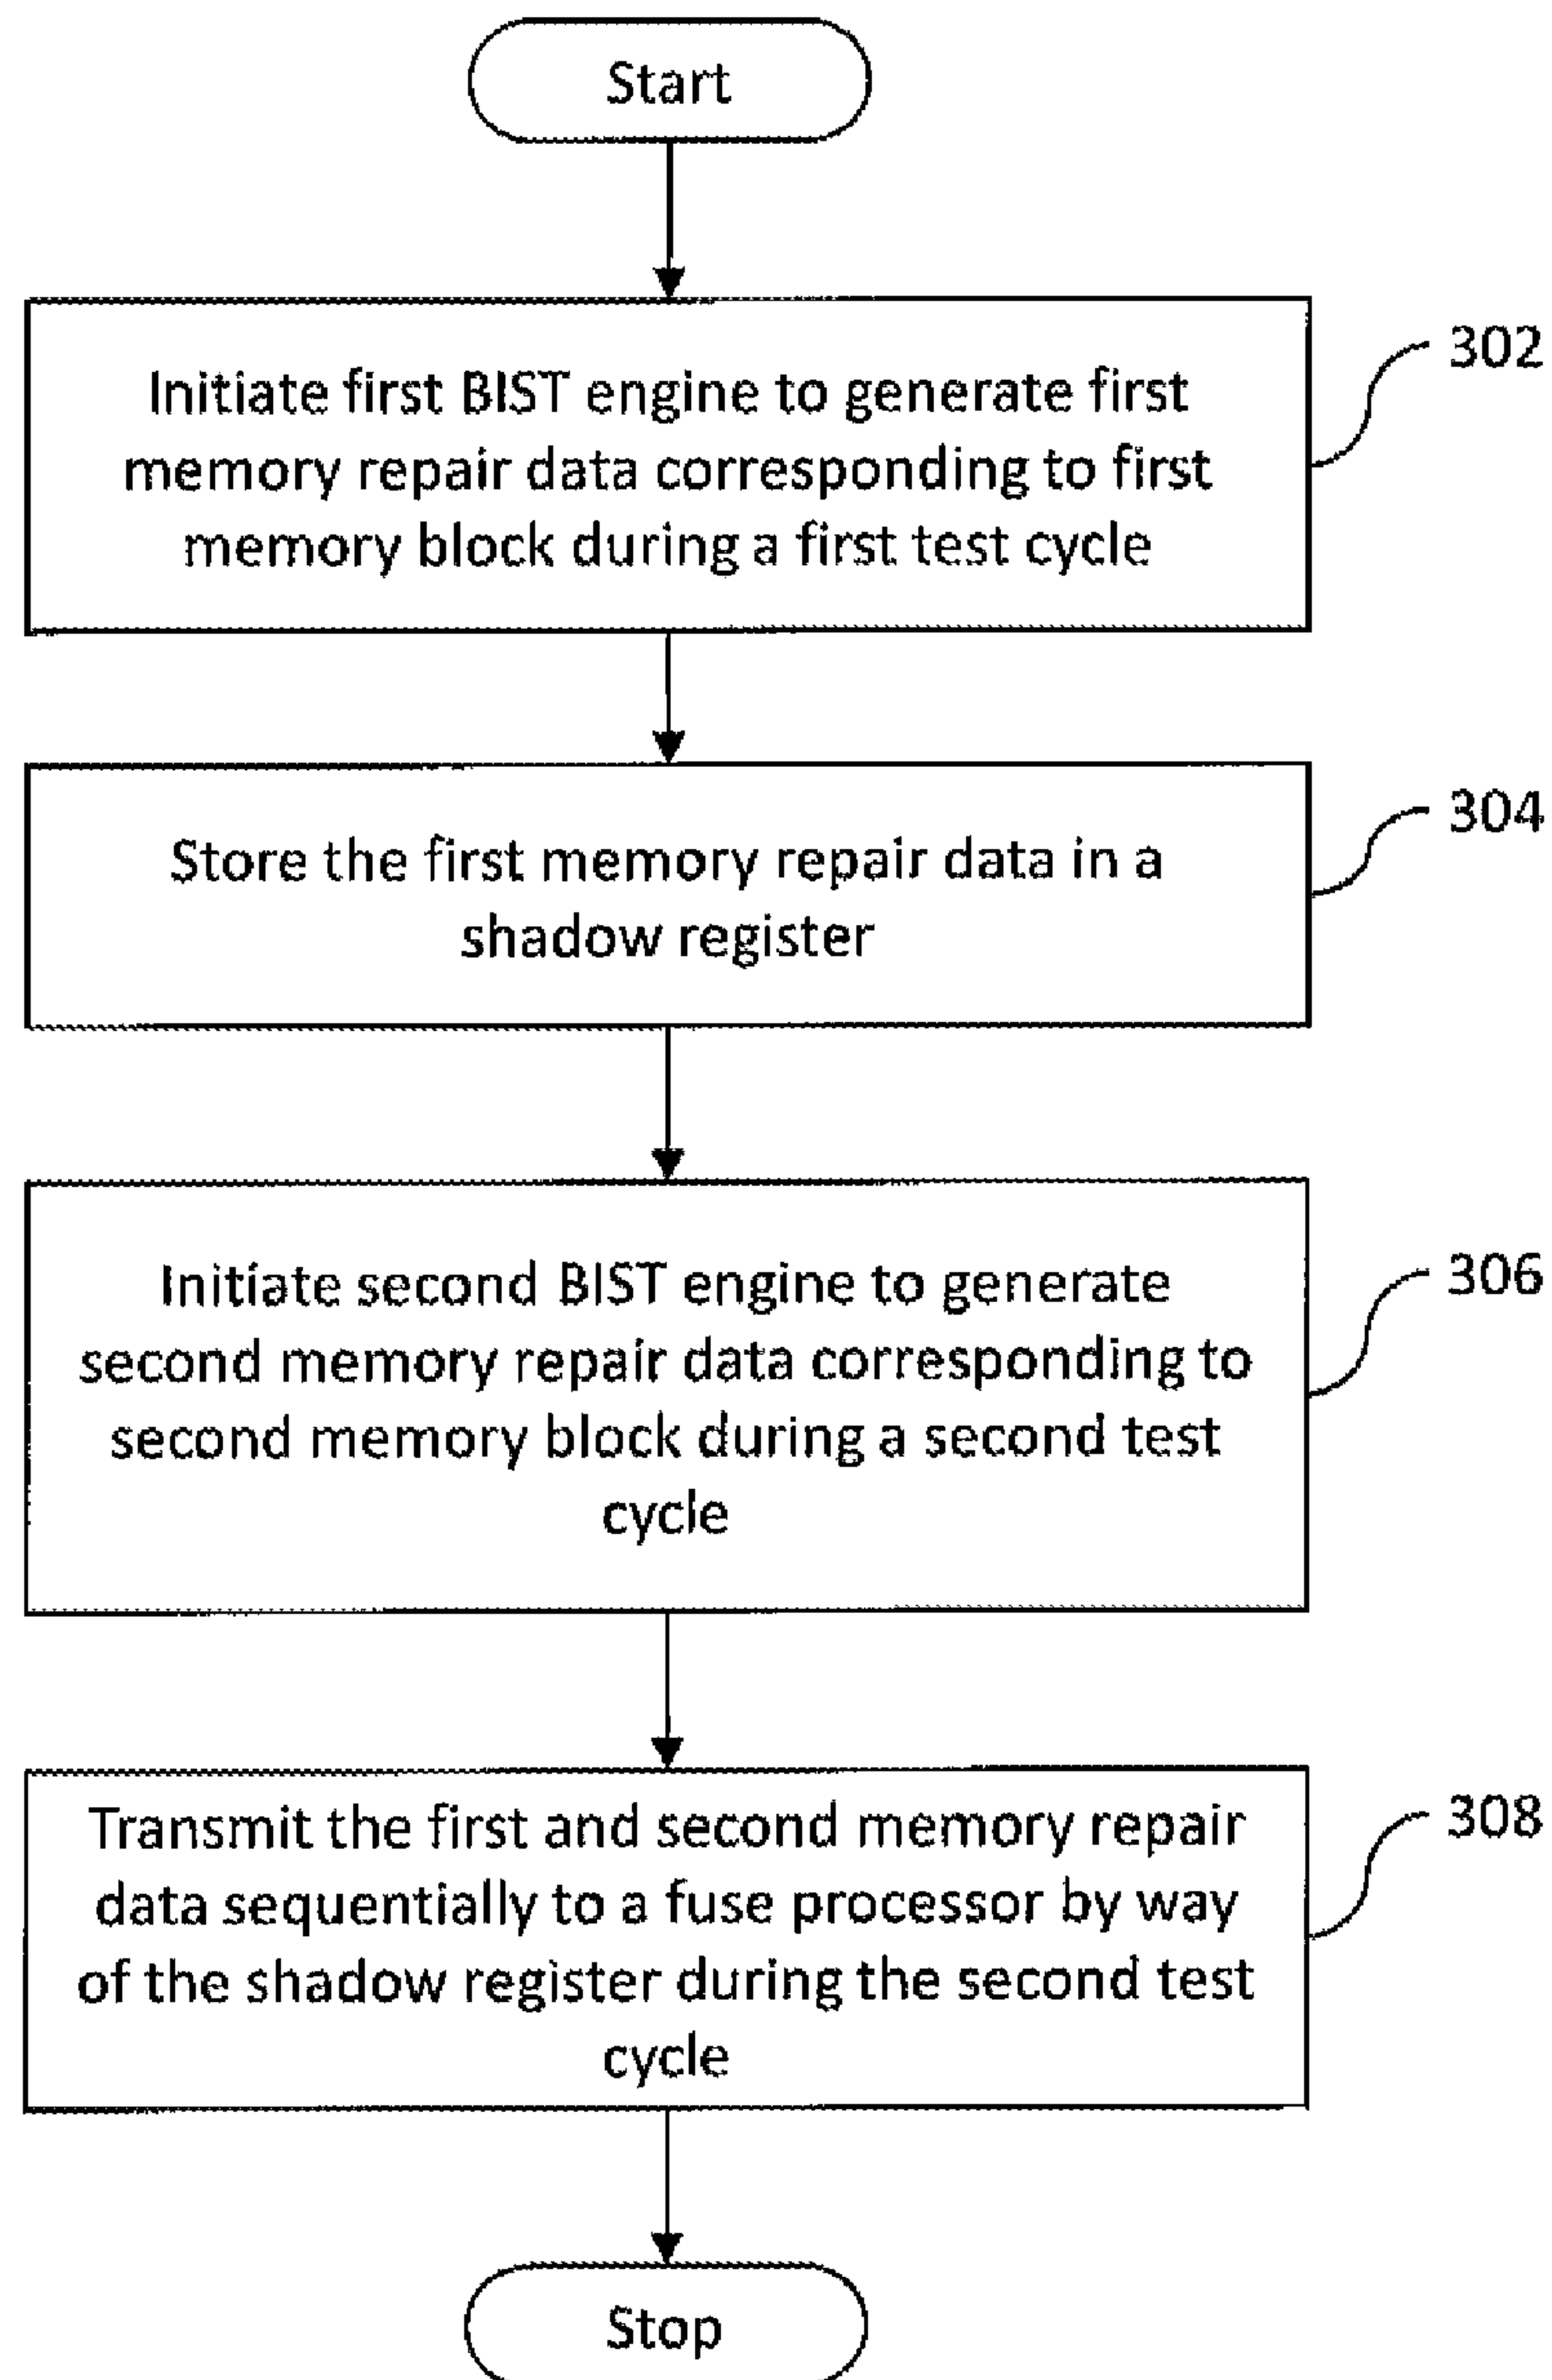 Start
Initiate first BIST engine to generate first
memory repair data corresponding to first
memory block during a first test cycle
302
Store the first memory repair data in a
shadow register
304
Initiate second BIST engine to generate
second memory repair data corresponding to
second memory block during a second test
cycle
306
Transmit the first and second memory repair
data sequentially to a fuse processor by way
of the shadow register during the second test
cycle
308
Stop